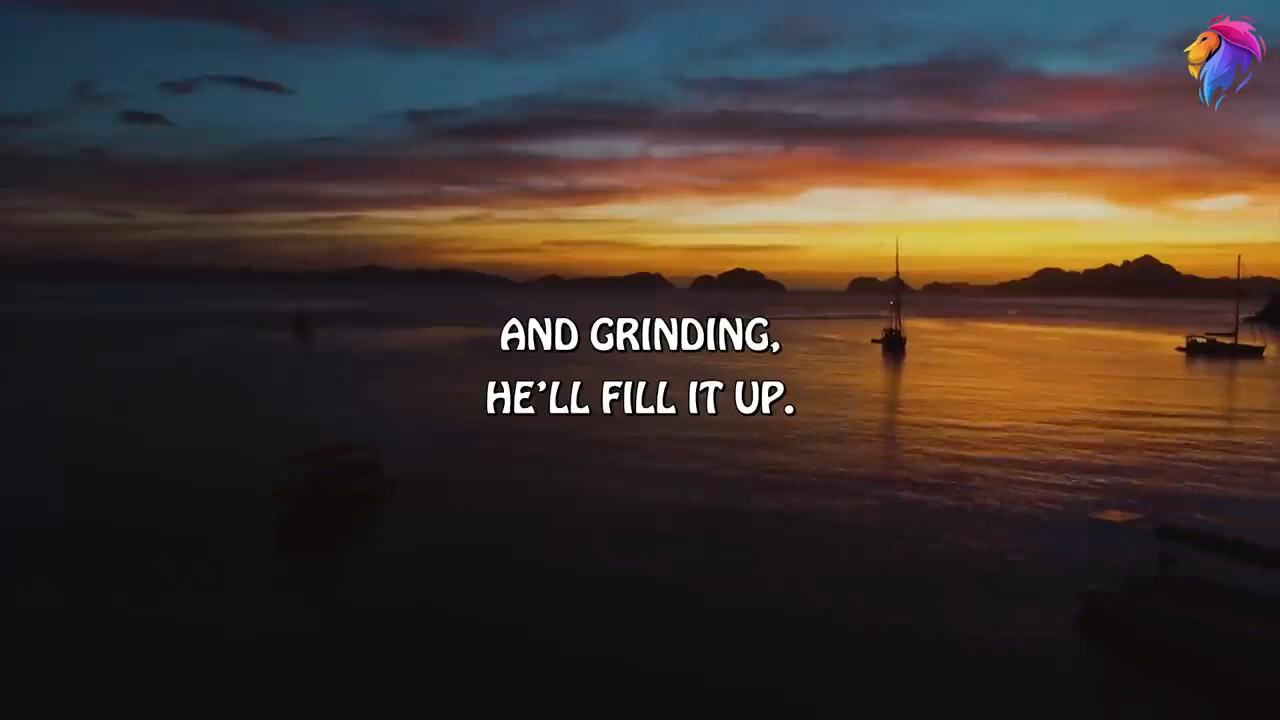 AND GRINDING,
HE’LL FILL IT UP.